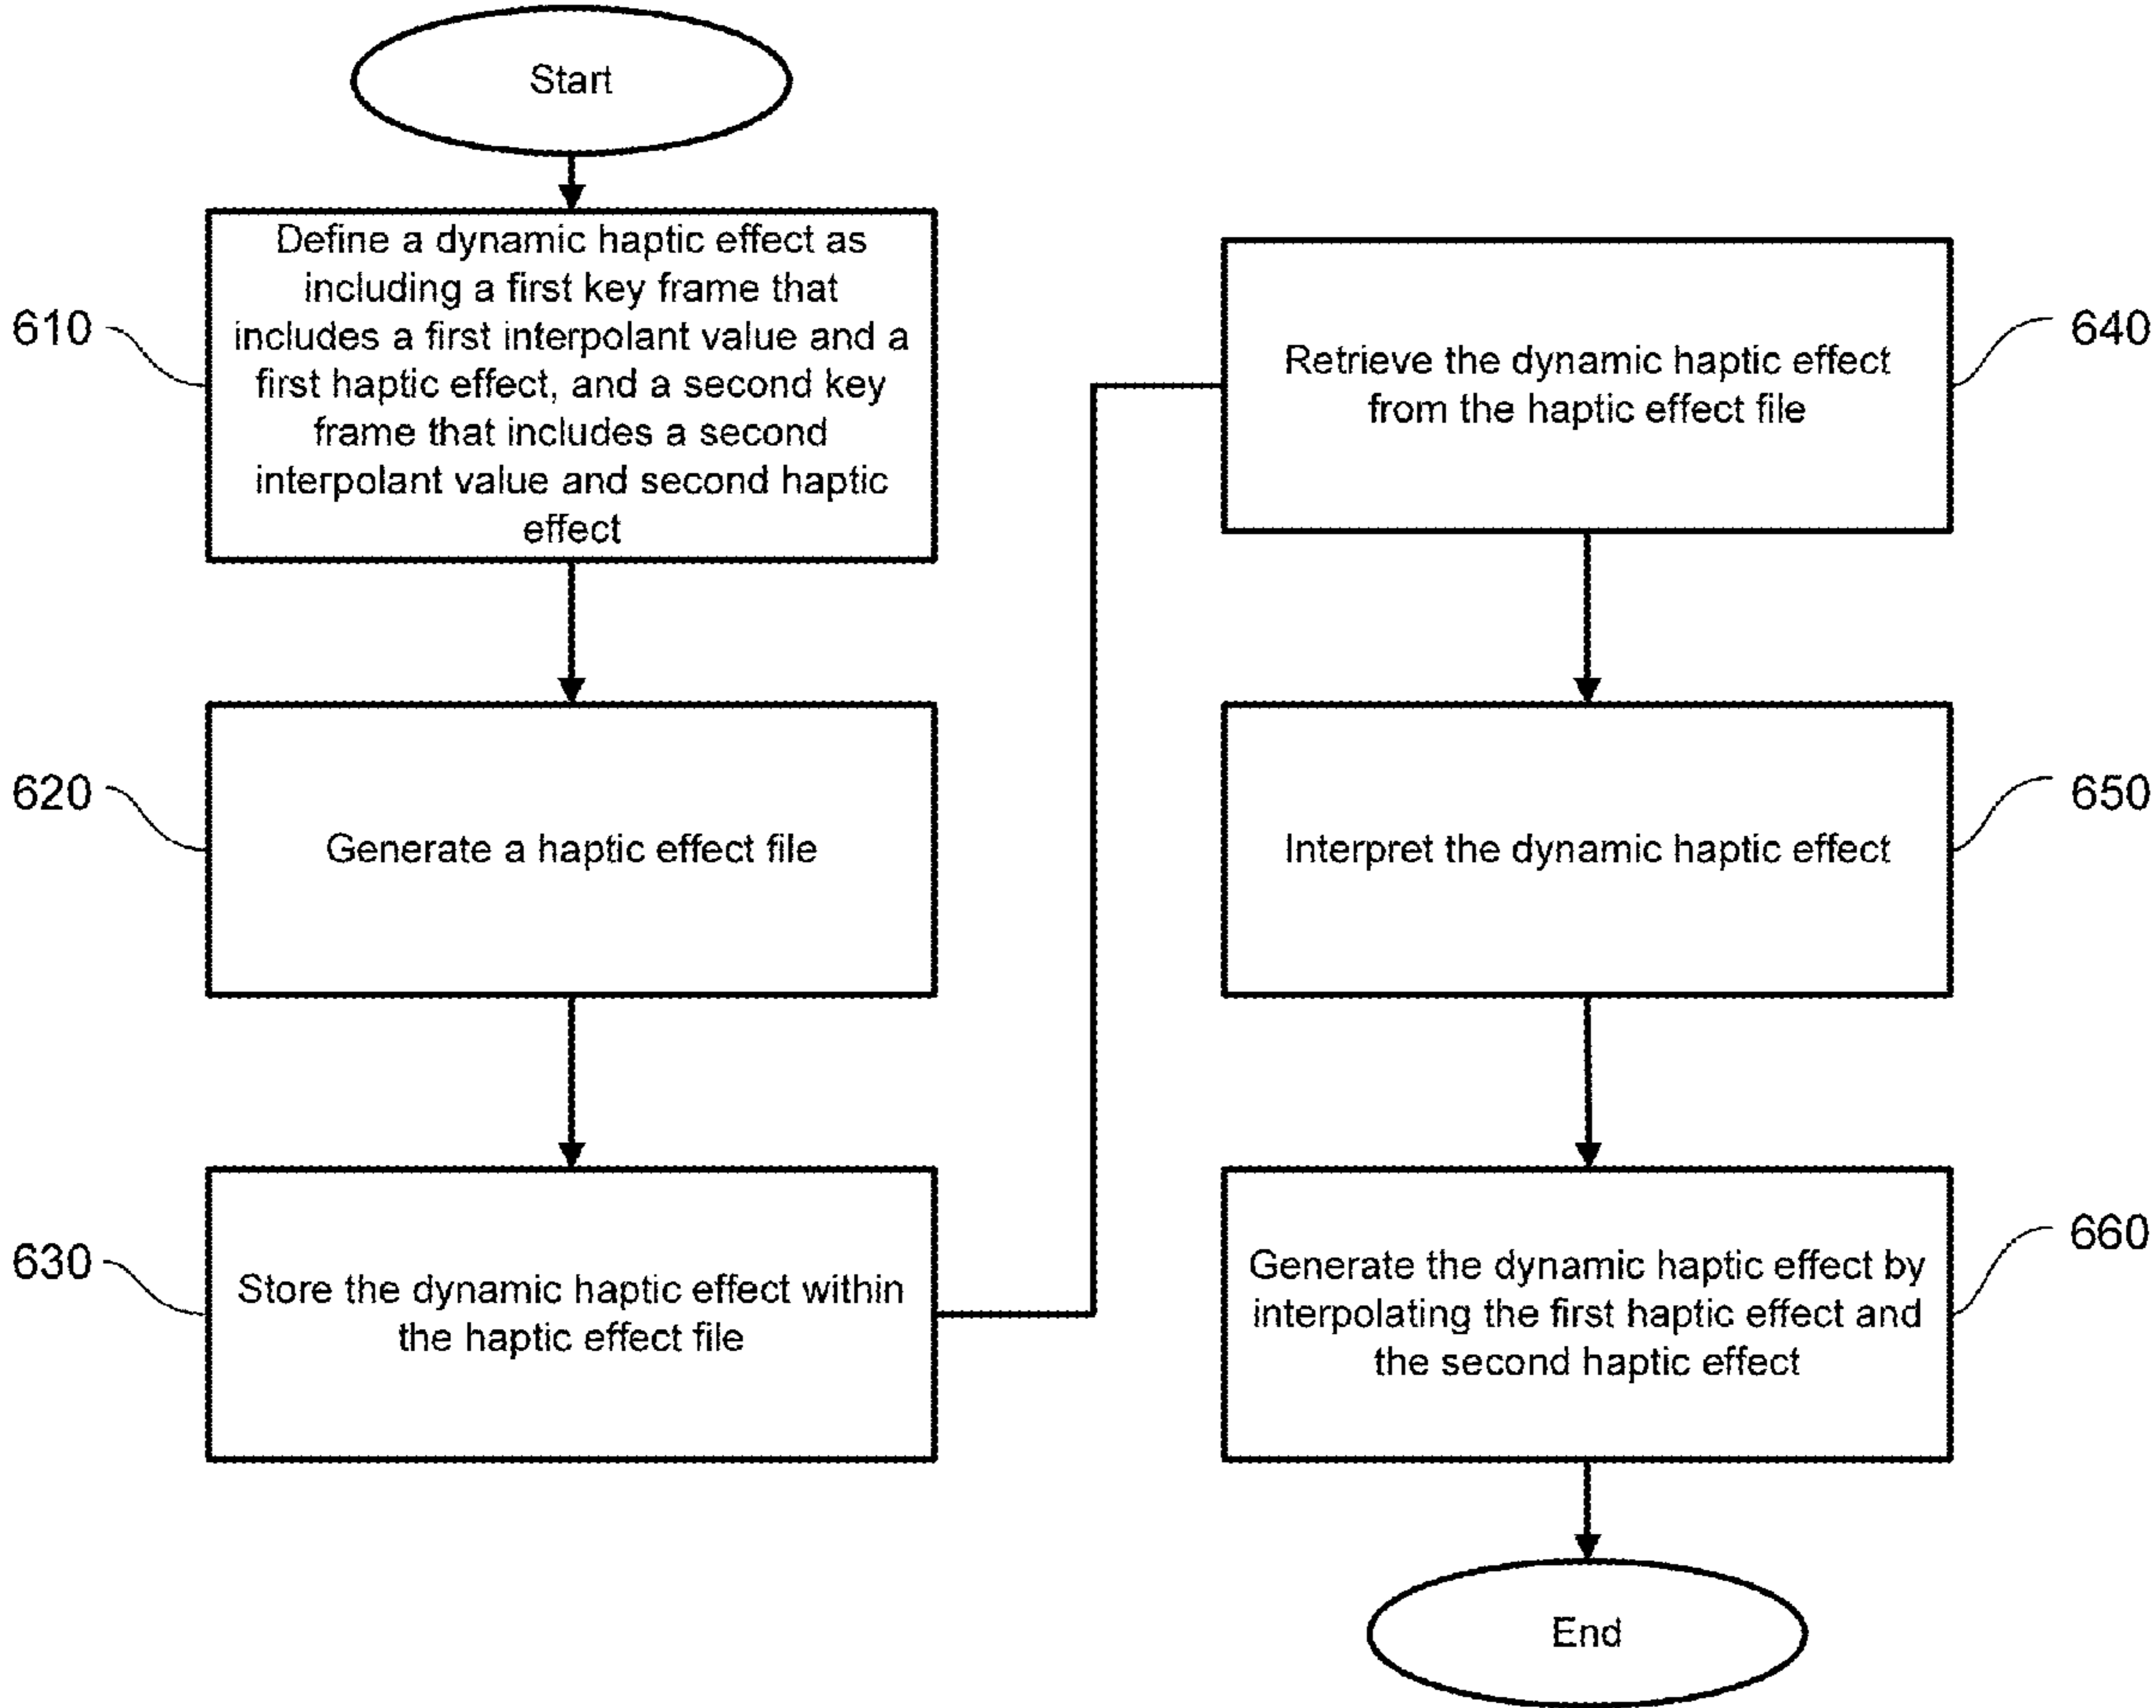 Start
610
Define a dynamic haptic effect as
including a first key frame that
includes a first interpolant value and a
first haptic effect, and a second key
frame that includes a second
interpolant value and second haptic
effect
620
Generate a haptic effect file
630
Store the dynamic haptic effect within
the haptic effect file
640
Retrieve the dynamic haptic effect
from the haptic effect file
650
Interpret the dynamic haptic effect
660
Generate the dynamic haptic effect by
interpolating the first haptic effect and
the second haptic effect
End